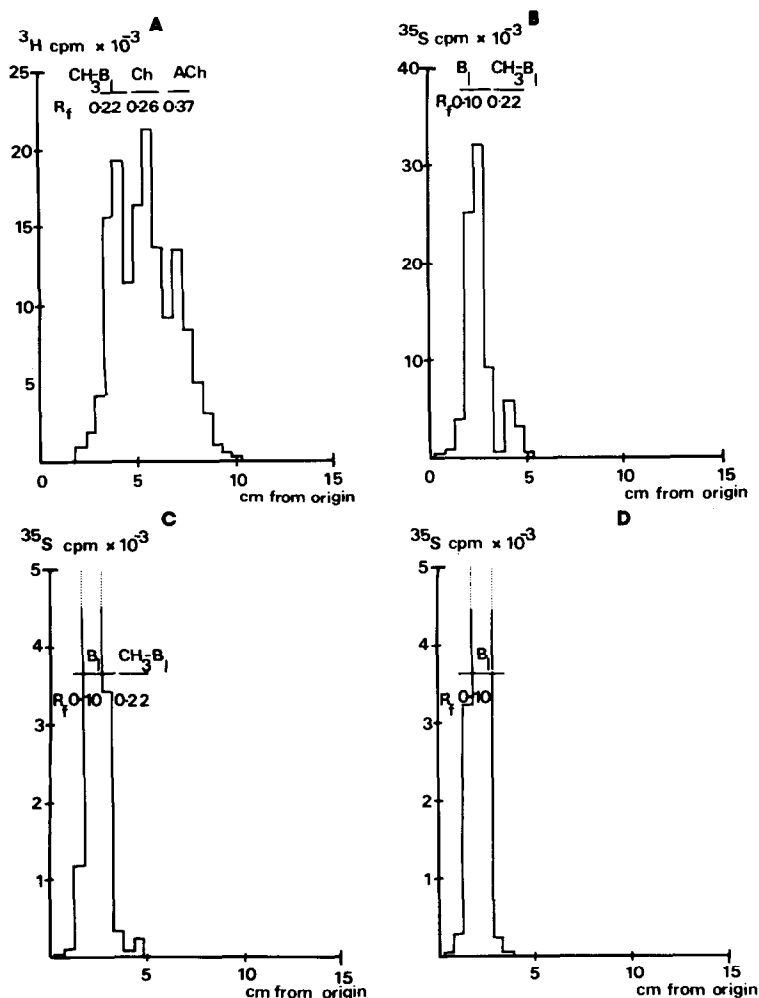 A
³H cpm × 10⁻³
CH₃-B₁ Ch ACh
Rf 0·22 0·26 0·37
25
20
15
10
5
0 5 10 15
cm from origin
B
³⁵S cpm × 10⁻³
B₁ CH₃-B₁
Rf 0·10 0·22
40
30
20
10
0 5 10 15
cm from origin
C
³⁵S cpm × 10⁻³
B₁ CH₃-B₁
Rf 0·10 0·22
5
4
3
2
1
5 10 15
cm from origin
D
³⁵S cpm × 10⁻³
B₁
Rf 0·10
5
4
3
2
1
5 10 15
cm from origin